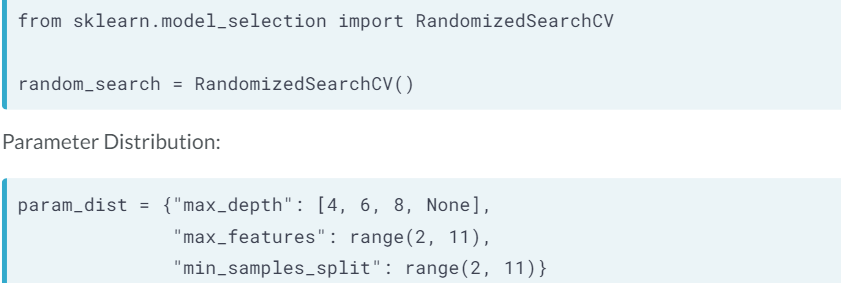 from sklearn.model_selection import RandomizedSearchCV
random_search = RandomizedSearchCV()
Parameter Distribution:
param_dist = {"max_depth": [4, 6, 8, None],
"max_features": range(2, 11),
"min_samples_split": range(2, 11)}